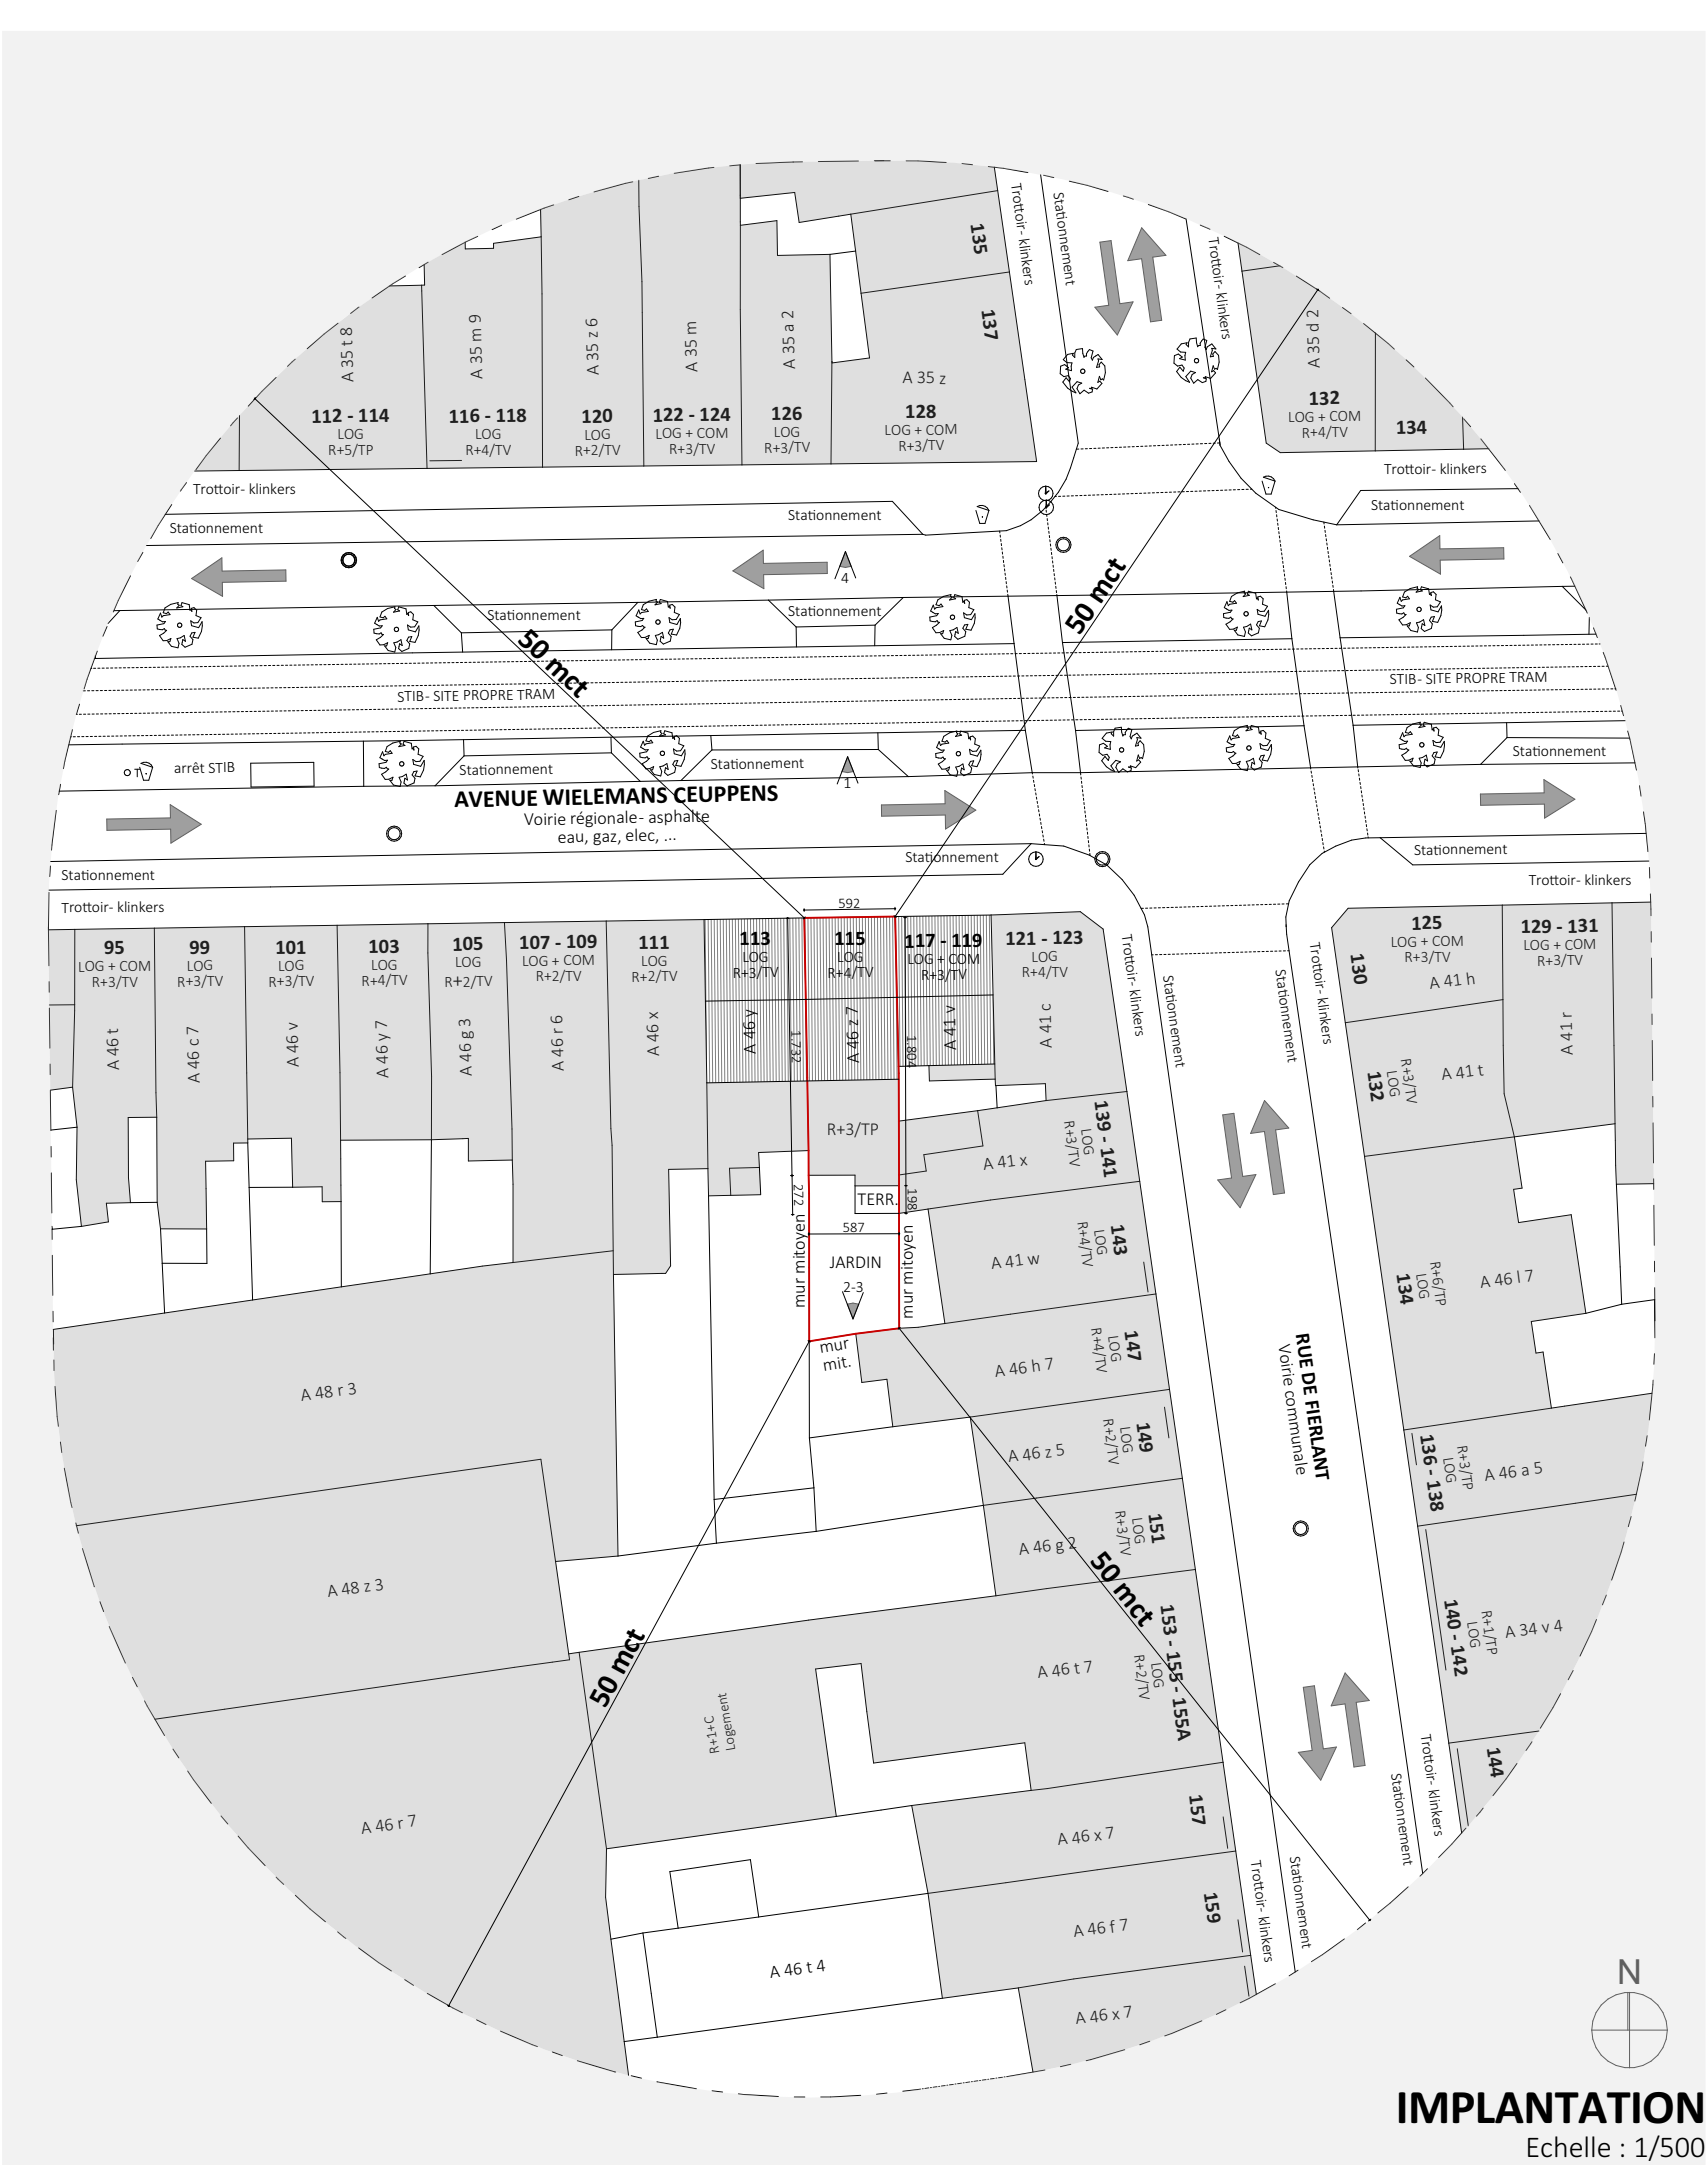 135
137
Trottoir- klinkers
Stationnement
Trottoir- klinkers
A 35 t 8
112 - 114
LOG
R+5/TP
A 35 m 9
116 - 118
LOG
R+4/TV
A 35 z 6
120
LOG
R+2/TV
A 35 m
122 - 124
LOG + COM
R+3/TV
A 35 a 2
126
LOG
R+3/TV
A 35 z
128
LOG + COM
R+3/TV
A 35 d 2
132
LOG + COM
R+4/TV
134
Trottoir- klinkers
Trottoir- klinkers
Stationnement
Stationnement
Stationnement
4
50 mct
50 mct
Stationnement
Stationnement
STIB- SITE PROPRE TRAM
STIB- SITE PROPRE TRAM
T
arrêt STIB
Stationnement
Stationnement
Stationnement
1
AVENUE WIELEMANS CEUPPENS
Voirie régionale- asphalte
eau, gaz, elec, ...
Stationnement
Stationnement
Stationnement
Trottoir- klinkers
Trottoir- klinkers
592
95
LOG + COM
R+3/TV
A 46 t
99
LOG
R+3/TV
A 46 c 7
101
LOG
R+3/TV
A 46 v
103
LOG
R+4/TV
A 46 y 7
105
LOG
R+2/TV
A 46 g 3
107 - 109
LOG + COM
R+2/TV
A 46 r 6
111
LOG
R+2/TV
A 46 x
113
LOG
R+3/TV
A 46 y
115
LOG
R+4/TV
A 46 z 7
117 - 119
LOG + COM
R+3/TV
A 41 v
121 - 123
LOG
R+4/TV
A 41 c
1.732
1.804
125
LOG + COM
R+3/TV
A 41 h
130
129 - 131
LOG + COM
R+3/TV
A 41 r
Trottoir- klinkers
Stationnement
Stationnement
Trottoir- klinkers
132
LOG
R+3/TV
A 41 t
R+3/TP
TERR.
272
198
587
mur mitoyen
mur mitoyen
JARDIN
2-3
mur
mit.
139 - 141
LOG
R+3/TV
A 41 x
143
LOG
R+4/TV
A 41 w
147
LOG
R+4/TV
A 46 h 7
149
LOG
R+2/TV
A 46 z 5
151
LOG
R+3/TV
A 46 g 2
153 - 155 - 155A
LOG
R+2/TV
A 46 t 7
134
LOG
R+6/TP
A 46 l 7
RUE DE FIERLANT
Voirie communale
136 - 138
LOG
R+3/TP
A 46 a 5
140 - 142
LOG
R+1/TP
A 34 v 4
144
A 48 r 3
A 48 z 3
A 46 r 7
50 mct
50 mct
R+1+C
Logement
157
A 46 x 7
159
A 46 f 7
A 46 t 4
A 46 x 7
Trottoir- klinkers
Stationnement
Stationnement
Trottoir- klinkers
N
IMPLANTATION
Echelle : 1/500